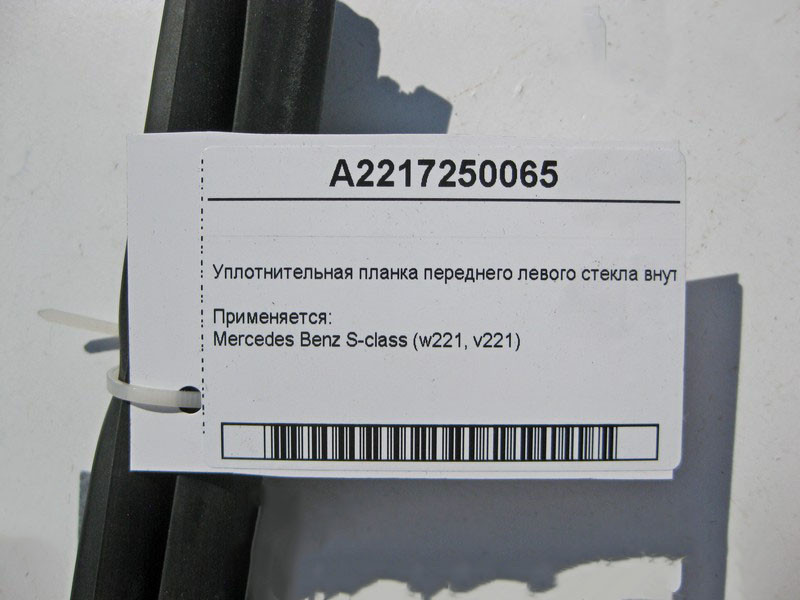 A2217250065
Уплотнительная планка переднего левого стекла внут
Применяется:
Mercedes Benz S-class (w221, v221)